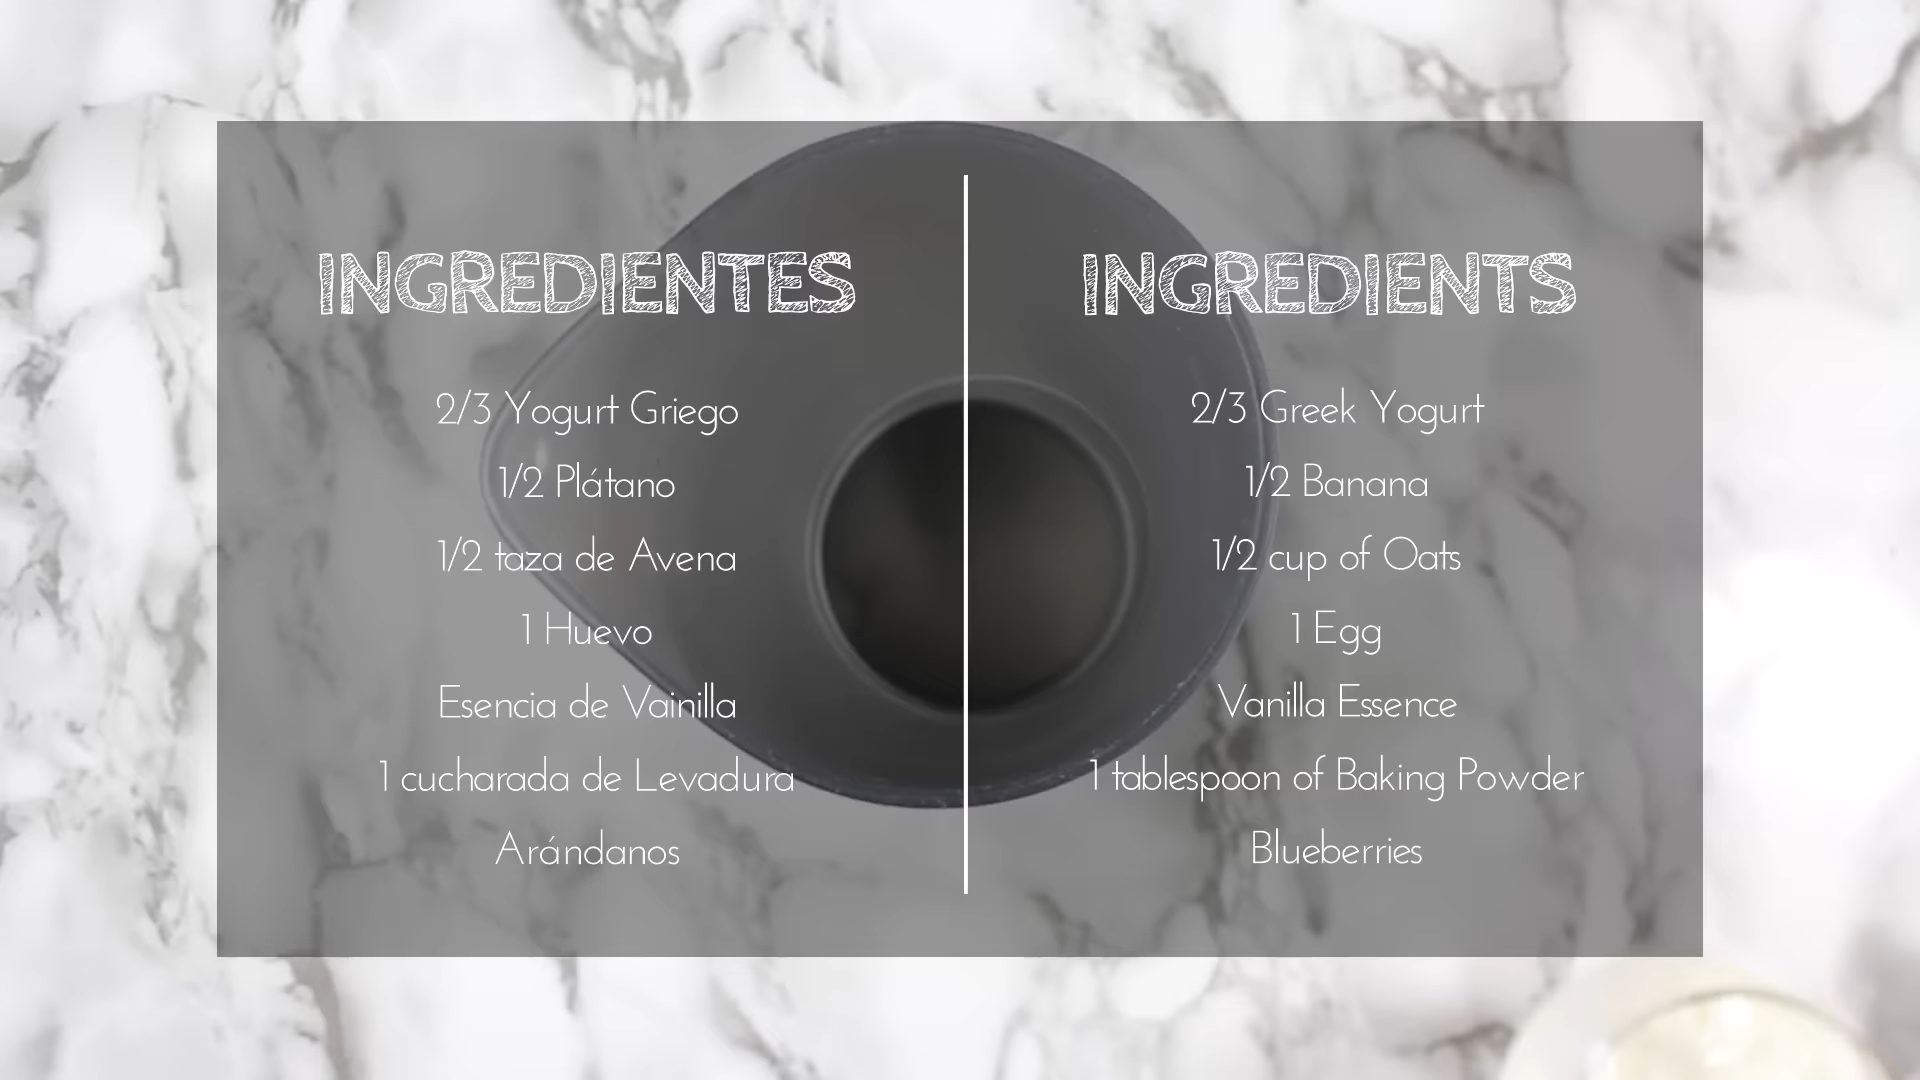 INGREDIENTES
2/3 Yogurt Griego
1/2 Plátano
1/2 taza de Avena
1 Huevo
Esencia de Vainilla
1 cucharada de Levadura
Arándanos
INGREDIENTS
2/3 Greek Yogurt
1/2 Banana
1/2 cup of Oats
1 Egg
Vanilla Essence
1 tablespoon of Baking Powder
Blueberries